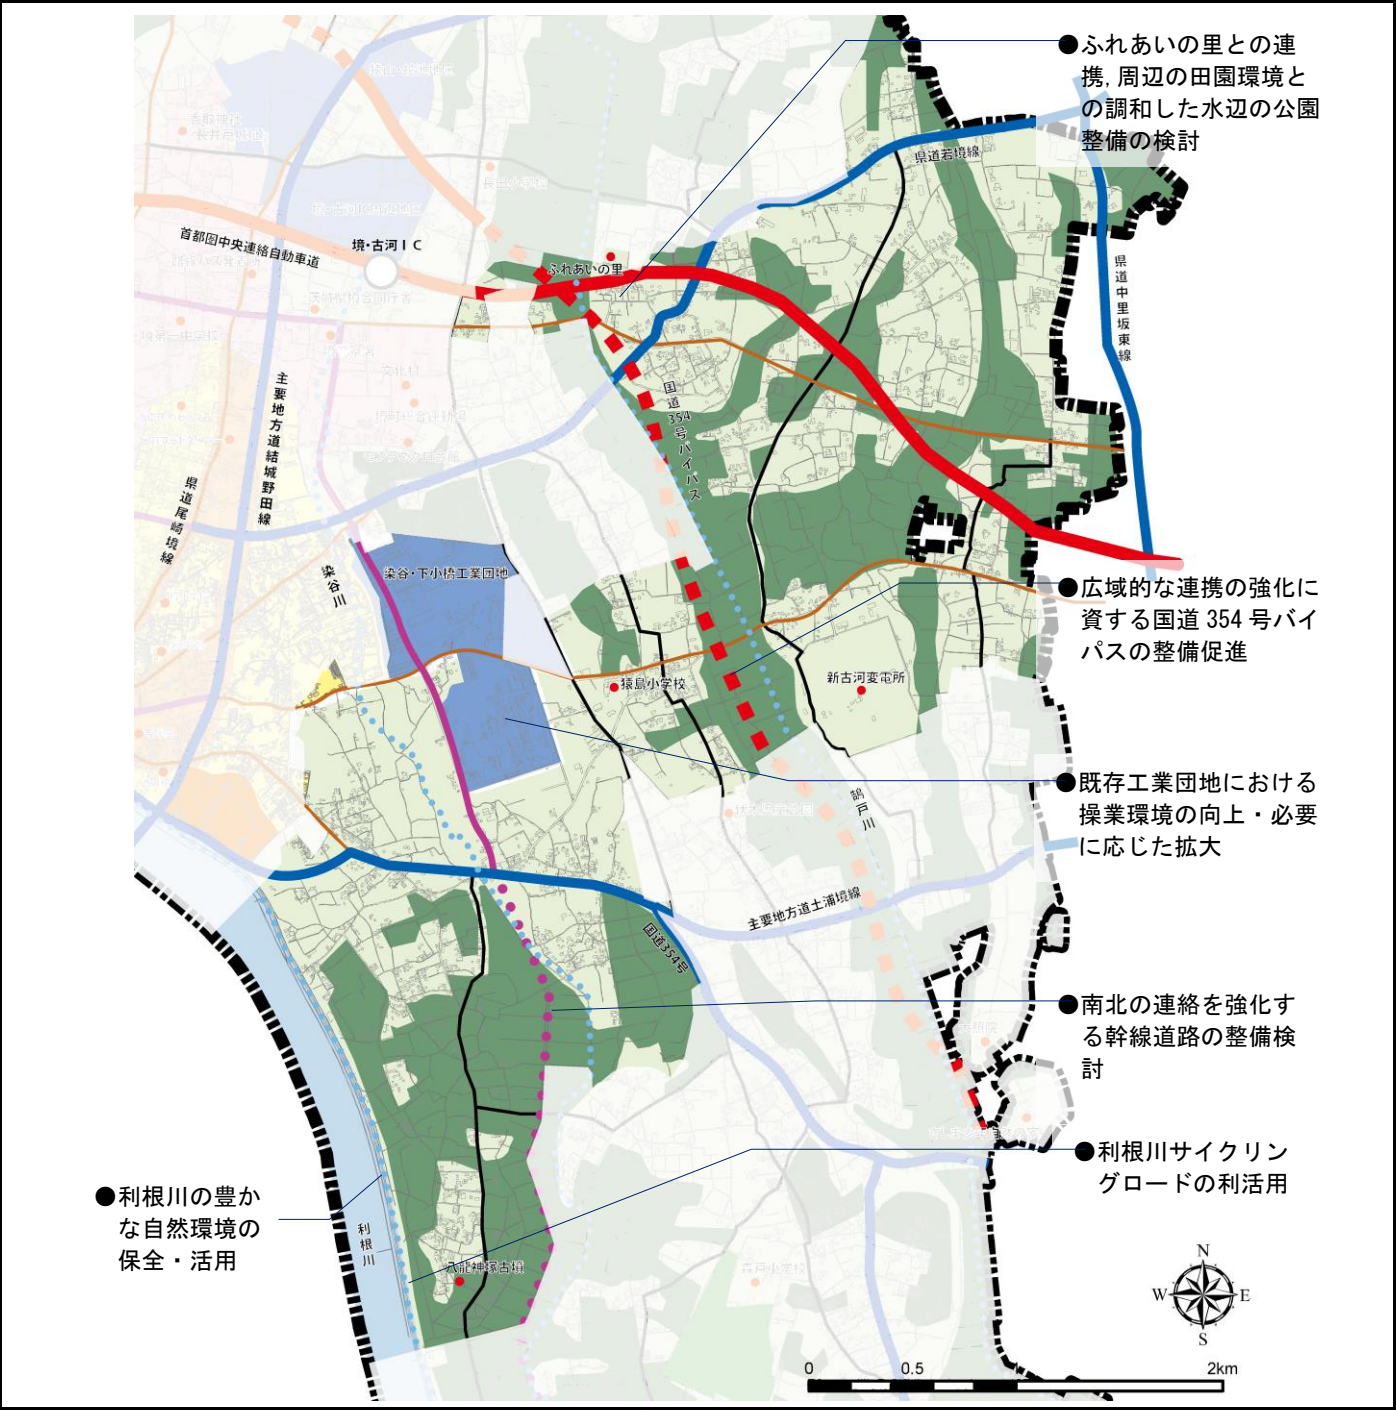 ●ふれあいの里との連
携,周辺の田園環境と
の調和した水辺の公園
整備の検討
県道若境線
首都圏中央連絡自動車道
境・古河IC
ふれあいの里
県道中里坂東線
国道354号バイパス
主要地方道結城野田線
県道尾崎境線
染谷川
染谷・下小橋工業団地
●広域的な連携の強化に
資する国道354号バイ
パスの整備促進
猿島小学校
新古河変電所
●既存工業団地における
操業環境の向上・必要
に応じた拡大
鵠戸川
主要地方道土浦境線
国道354号
●南北の連絡を強化す
る幹線道路の整備検
討
●利根川サイクリン
グロードの利活用
●利根川の豊か
な自然環境の
保全・活用
利根川
八龍神塚古墳
森戸小学校
長田小学校
N
W
E
S
0
0.5
1
2km